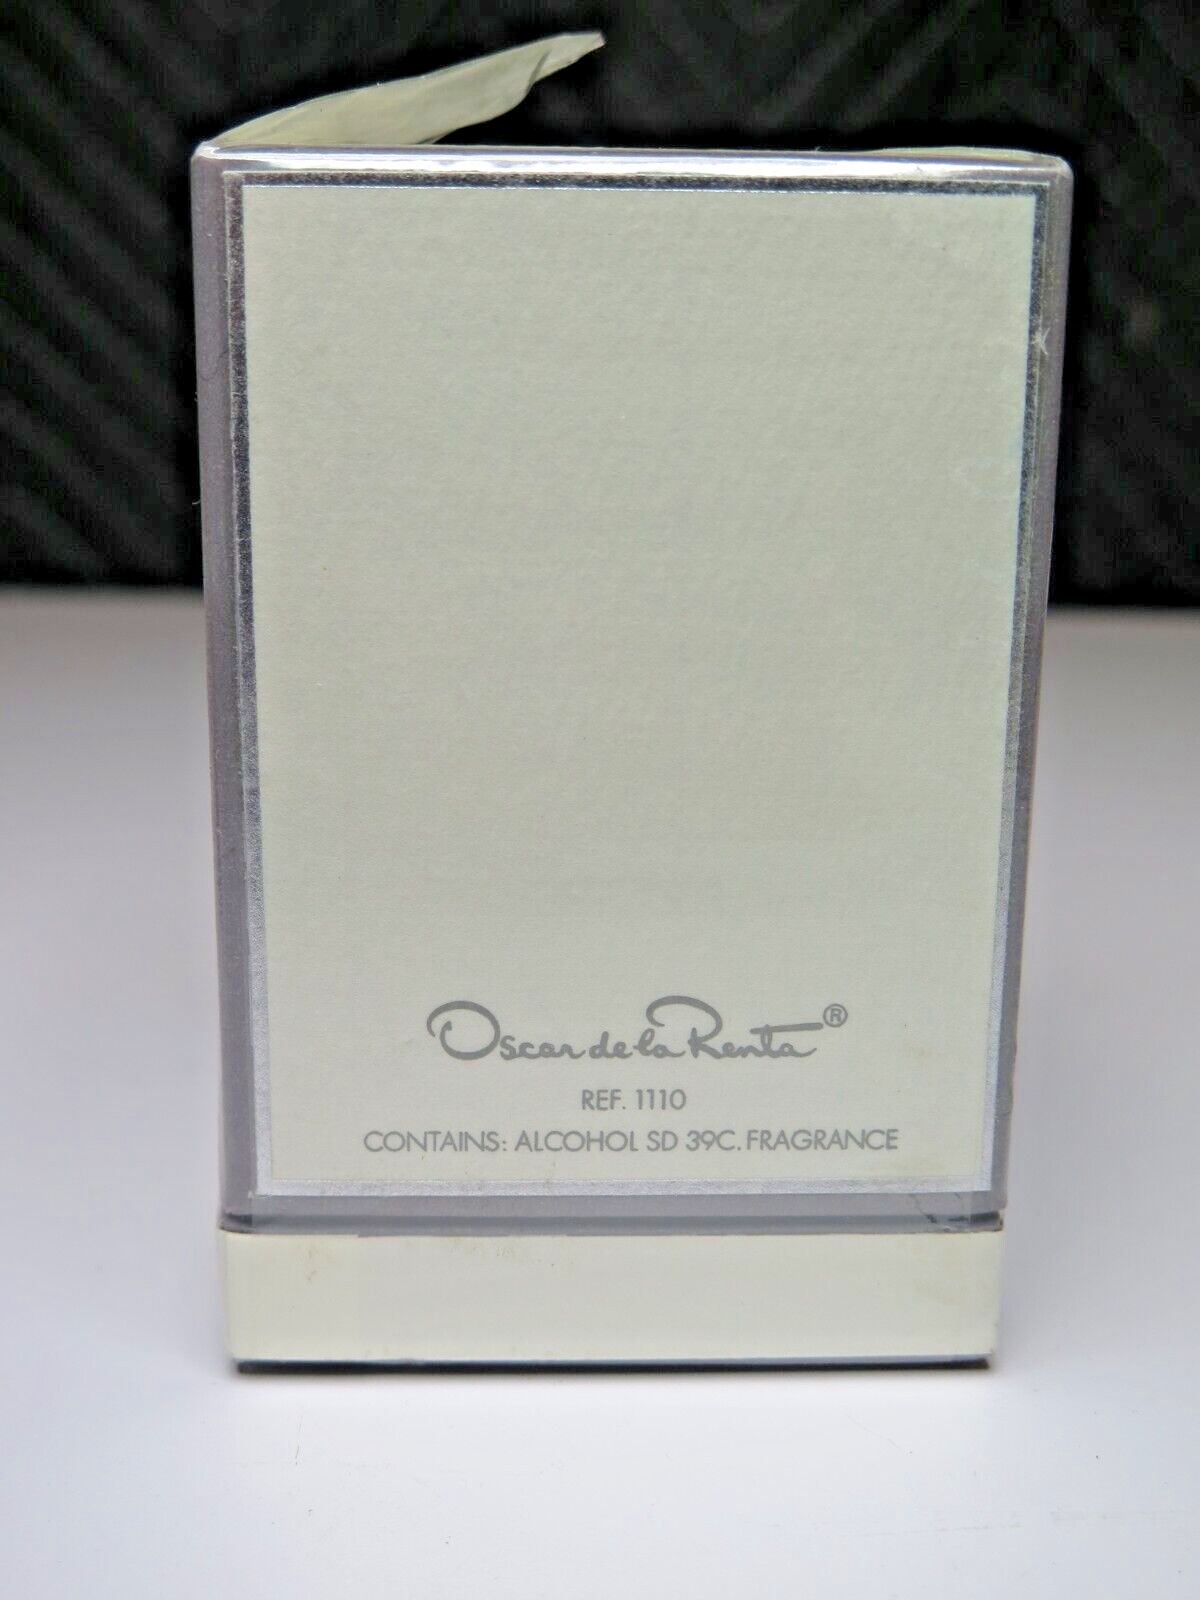 Oscar de la Renta®
REF. 1110
CONTAINS: ALCOHOL SD 39C. FRAGRANCE